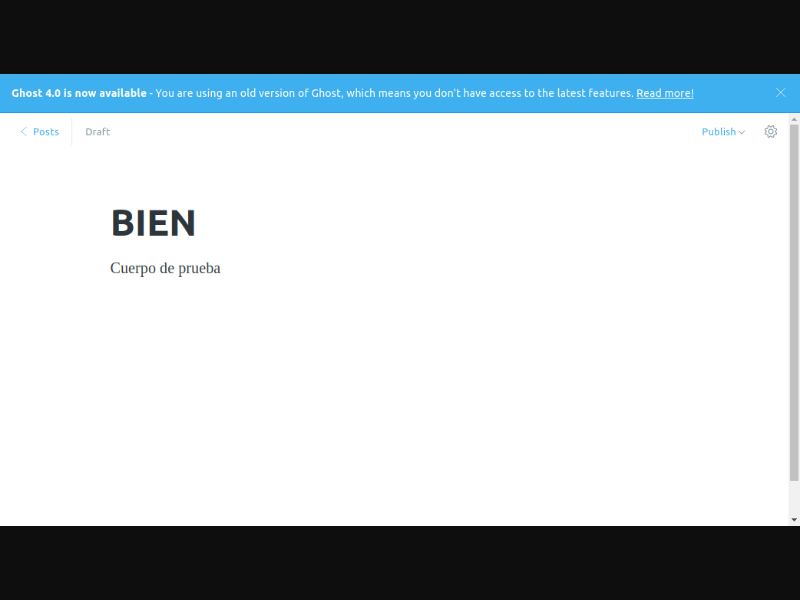 Ghost 4.0 is now available - You are using an old version of Ghost, which means you don't have access to the latest features. Read more!
Posts
Draft
Publish
BIEN
Cuerpo de prueba